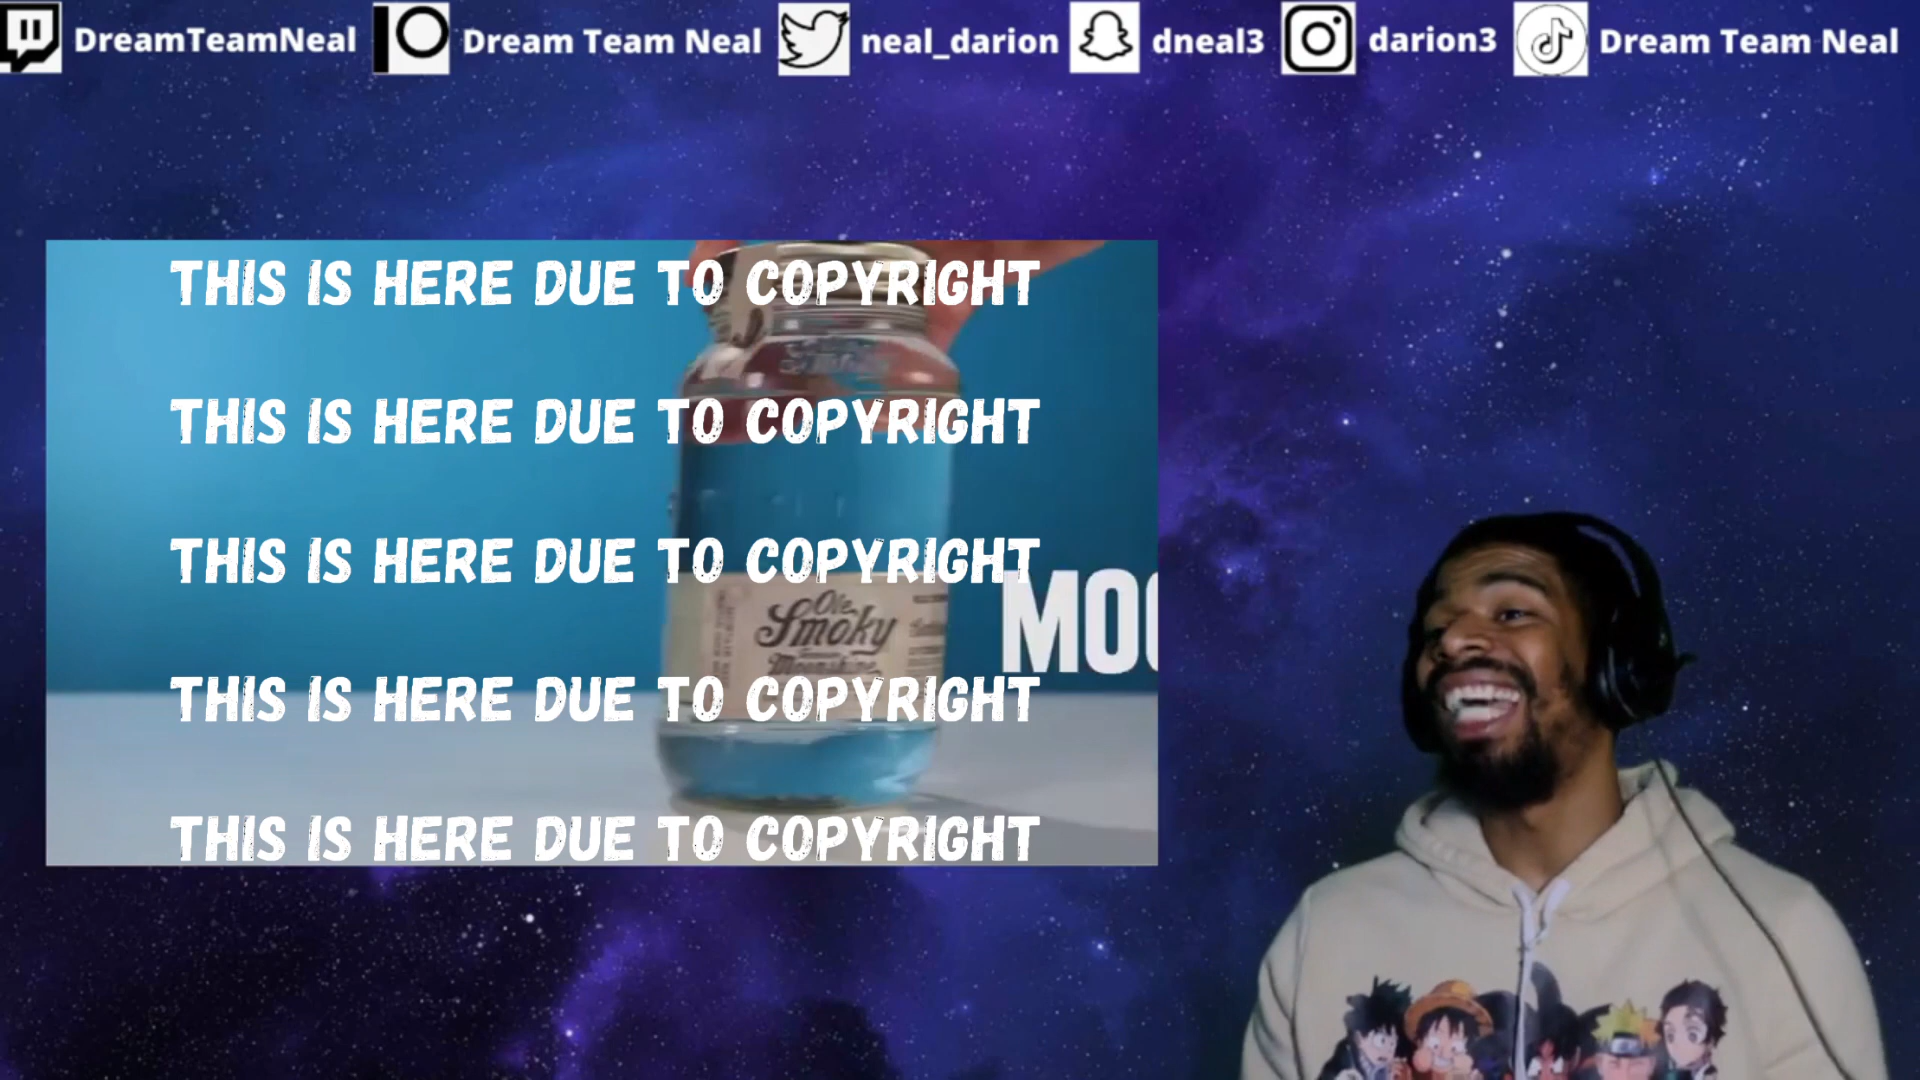 DreamTeamNeal Dream Team Neal neal_darion dneal3 darion3 Dream Team Neal
THIS IS HERE DUE TO COPYRIGHT
THIS IS HERE DUE TO COPYRIGHT
THIS IS HERE DUE TO COPYRIGHT
MOO
Ole
Smoky
Tennessee
Moonshine
THIS IS HERE DUE TO COPYRIGHT
THIS IS HERE DUE TO COPYRIGHT